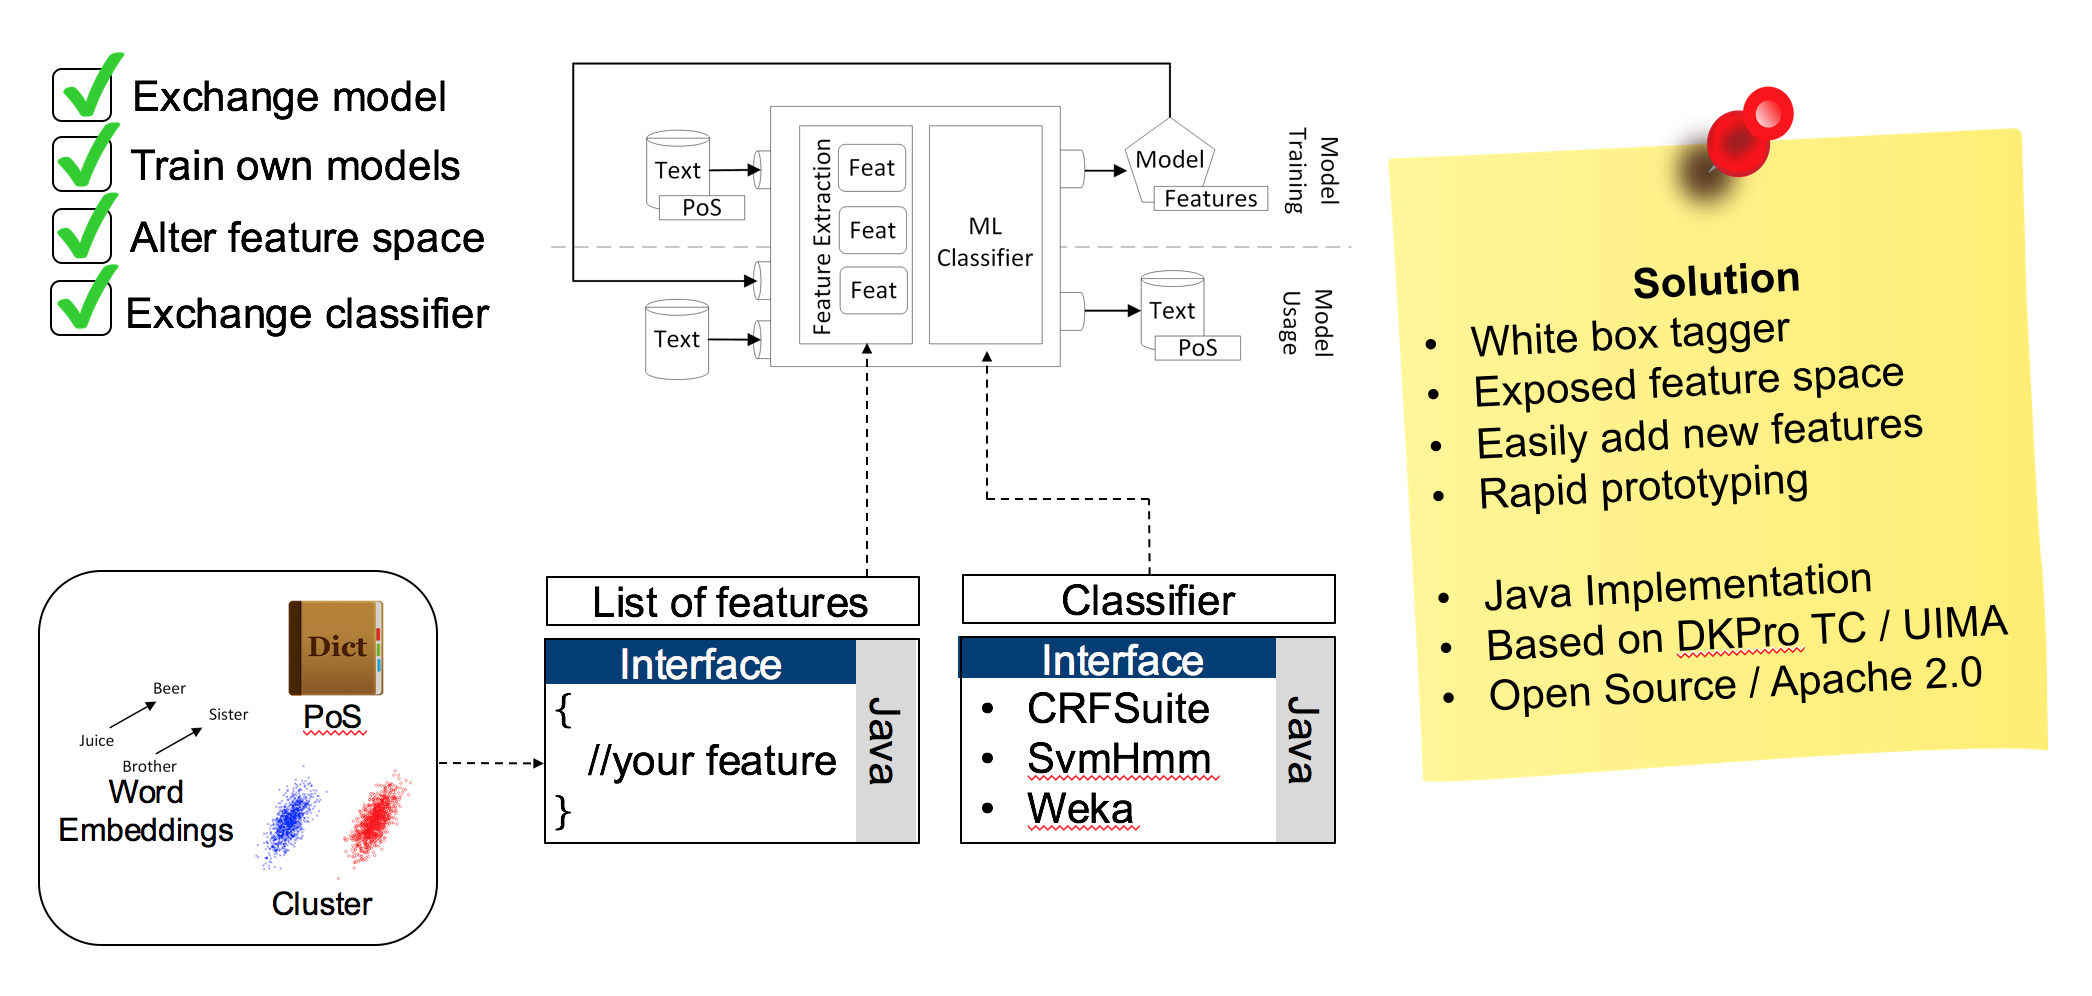 Exchange model
Train own models
Alter feature space
Exchange classifier
Text
PoS
Text
Feature Extraction
Feat
Feat
Feat
ML
Classifier
Model
Features
Text
PoS
Model
Training
Model
Usage
Dict
PoS
Beer
Sister
Juice
Brother
Word
Embeddings
Cluster
List of features
Interface
{
//your feature
}
Java
Classifier
Interface
• CRFSuite
• SvmHmm
• Weka
Java
Solution
• White box tagger
• Exposed feature space
• Easily add new features
• Rapid prototyping
• Java Implementation
• Based on DKPro TC / UIMA
• Open Source / Apache 2.0